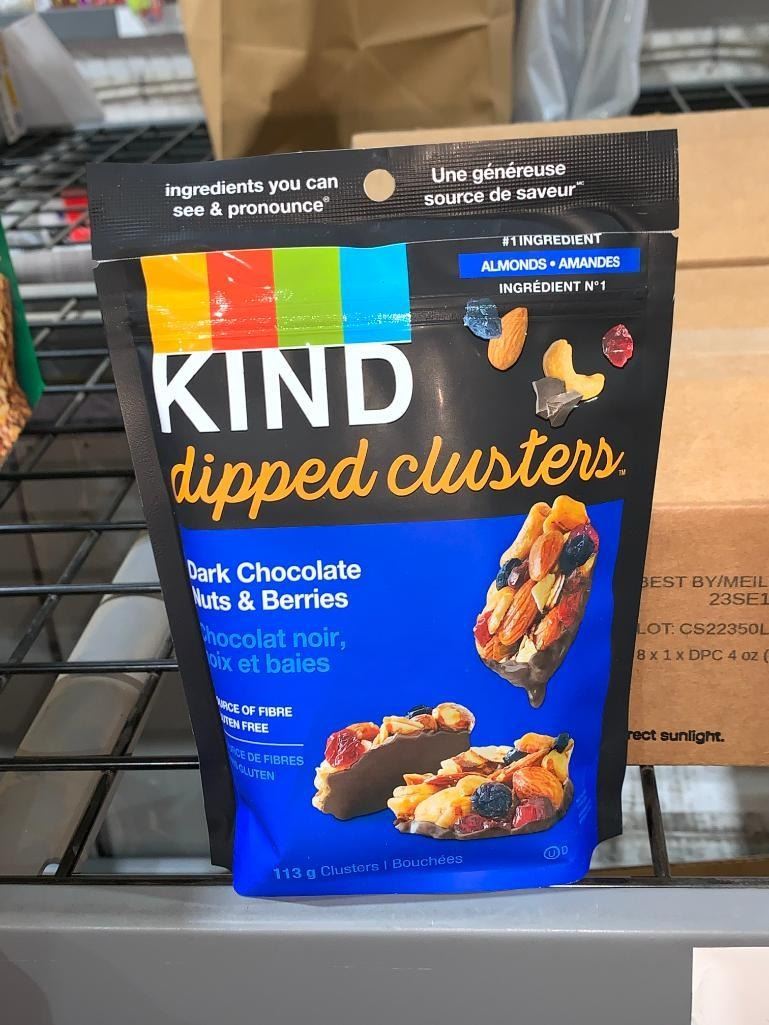 ingredients you can
see & pronounce®
Une généreuse
source de saveur
#1 INGREDIENT
ALMONDS • AMANDES
INGRÉDIENT N°1
KIND
dipped clusters™
Dark Chocolate
Nuts & Berries
Chocolat noir,
noix et baies
SOURCE OF FIBRE
GLUTEN FREE
SOURCE DE FIBRES
GLUTEN
113 g Clusters | Bouchées
U D
BEST BY/MEIL
23SE1
LOT: CS22350L
8 x 1 x DPC 4 oz (
rect sunlight.